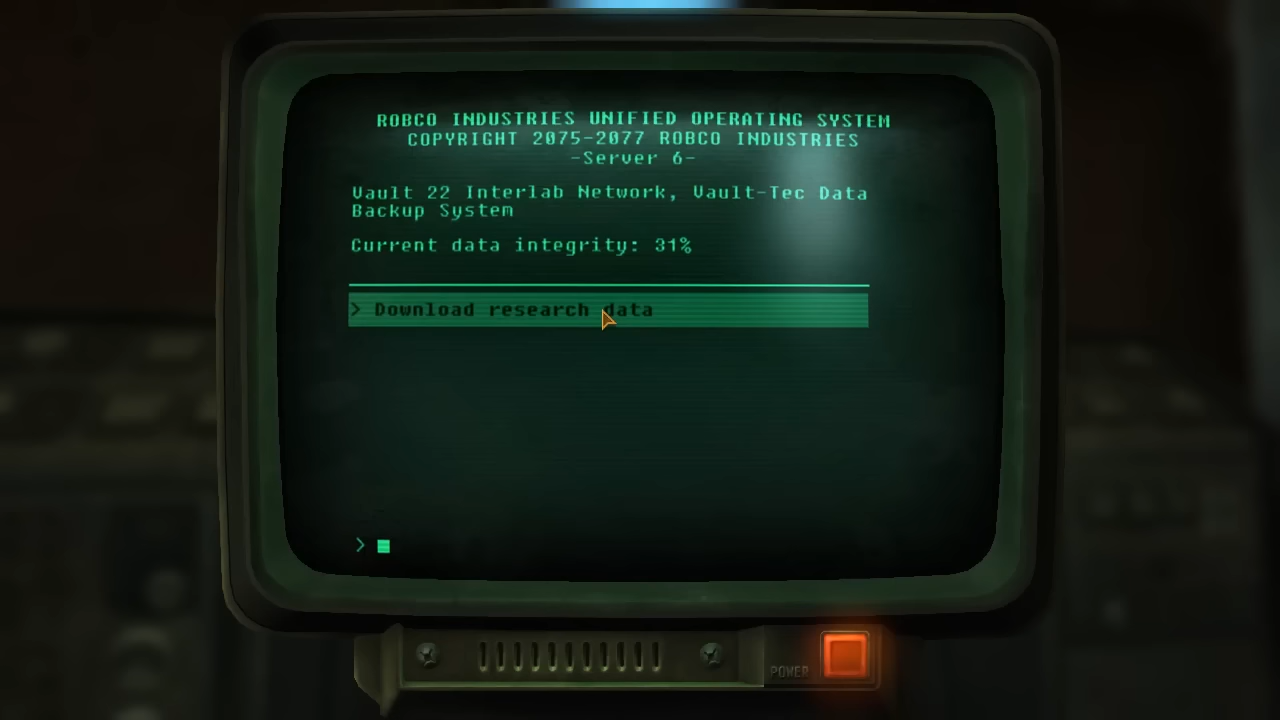 ROBCO INDUSTRIES UNIFIED OPERATING SYSTEM
COPYRIGHT 2075-2077 ROBCO INDUSTRIES
-Server 6-
Vault 22 Interlab Network, Vault-Tec Data
Backup System
Current data integrity: 31%
> Download research data
>
POWER